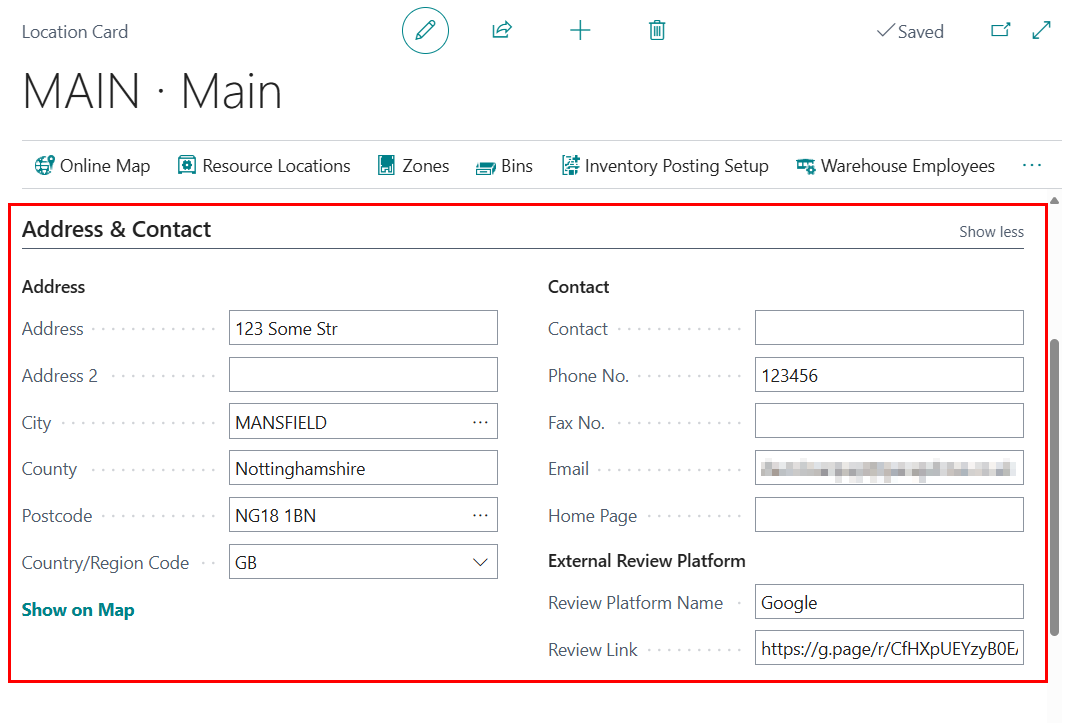 Location Card
Saved
MAIN · Main
Online Map
Resource Locations
Zones
Bins
Inventory Posting Setup
Warehouse Employees
Address & Contact
Show less
Address
Address 123 Some Str
Address 2
City MANSFIELD
County Nottinghamshire
Postcode NG18 1BN
Country/Region Code GB
Show on Map
Contact
Contact
Phone No. 123456
Fax No.
Email
Home Page
External Review Platform
Review Platform Name Google
Review Link https://g.page/r/CfHXpUEYzyB0EA